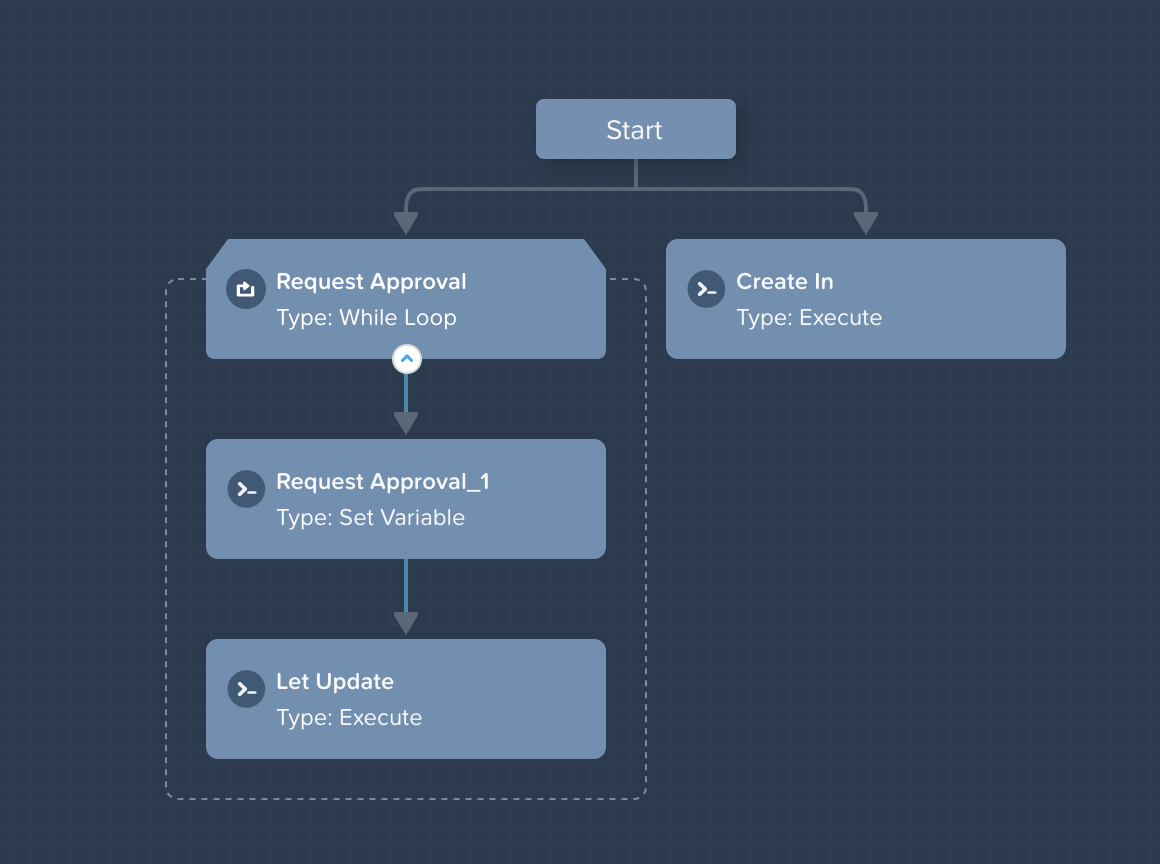 Start
Request Approval
Type: While Loop
Create In
Type: Execute
Request Approval_1
Type: Set Variable
Let Update
Type: Execute